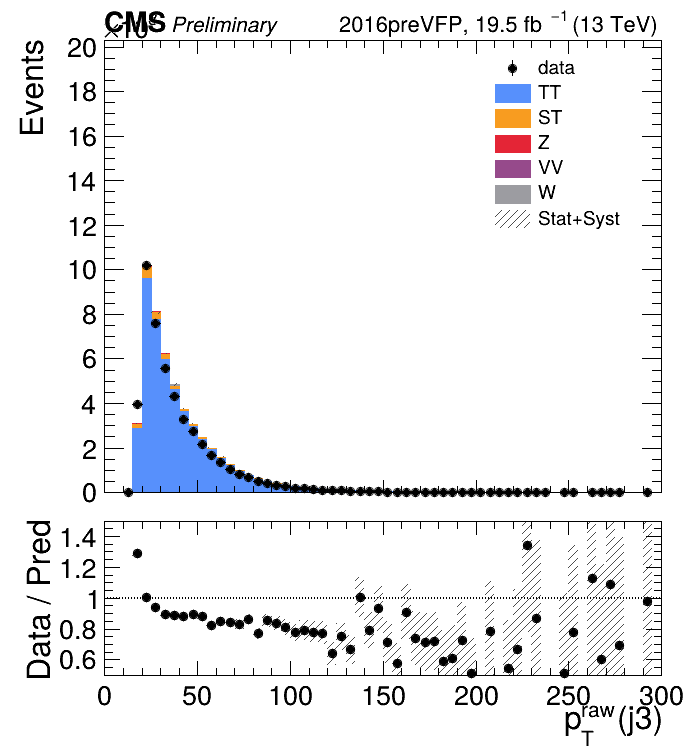 CMS Preliminary 2016preVFP, 19.5 fb⁻¹ (13 TeV)
Events
20
18
16
14
12
10
8
6
4
2
0
data
TT
ST
Z
VV
W
Stat+Syst
Data / Pred
1.4
1.2
1
0.8
0.6
0 50 100 150 200 250 300
p_T^raw(j3)